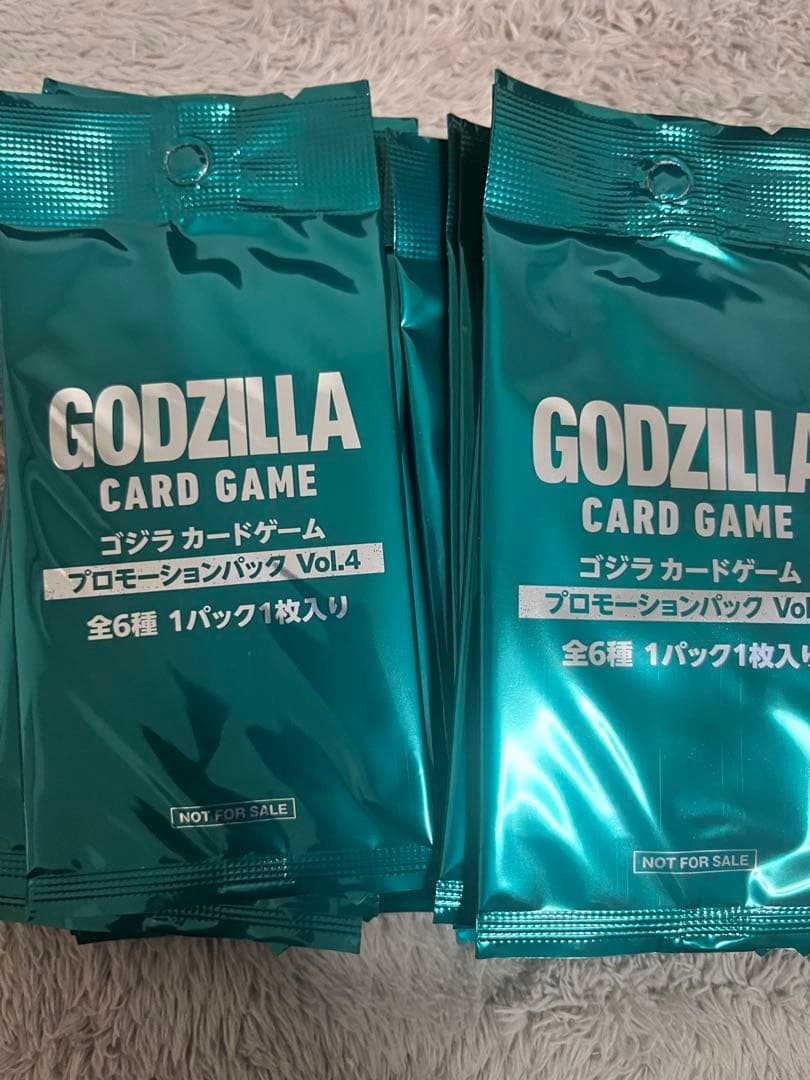 GODZILLA
CARD GAME
ゴジラ カードゲーム
プロモーションパック Vol.4
全6種 1パック1枚入り
NOT FOR SALE
GODZILLA
CARD GAME
ゴジラ カードゲーム
プロモーションパック Vol
全6種 1パック1枚入り
NOT FOR SALE